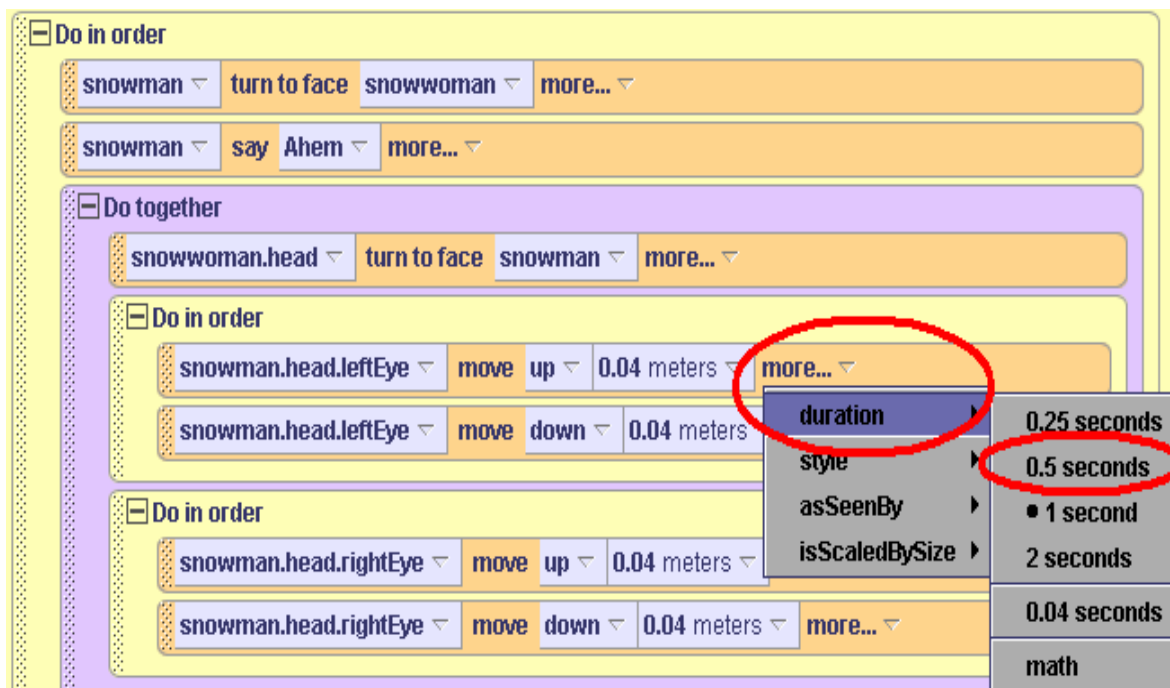 Do in order
snowman turn to face snowwoman more...
snowman say Ahem more...
Do together
snowwoman.head turn to face snowman more...
Do in order
snowman.head.leftEye move up 0.04 meters more...
snowman.head.leftEye move down 0.04 meters
duration
style
asSeenBy
isScaledBySize
0.25 seconds
0.5 seconds
1 second
2 seconds
0.04 seconds
math
Do in order
snowman.head.rightEye move up 0.04 meters
snowman.head.rightEye move down 0.04 meters more...